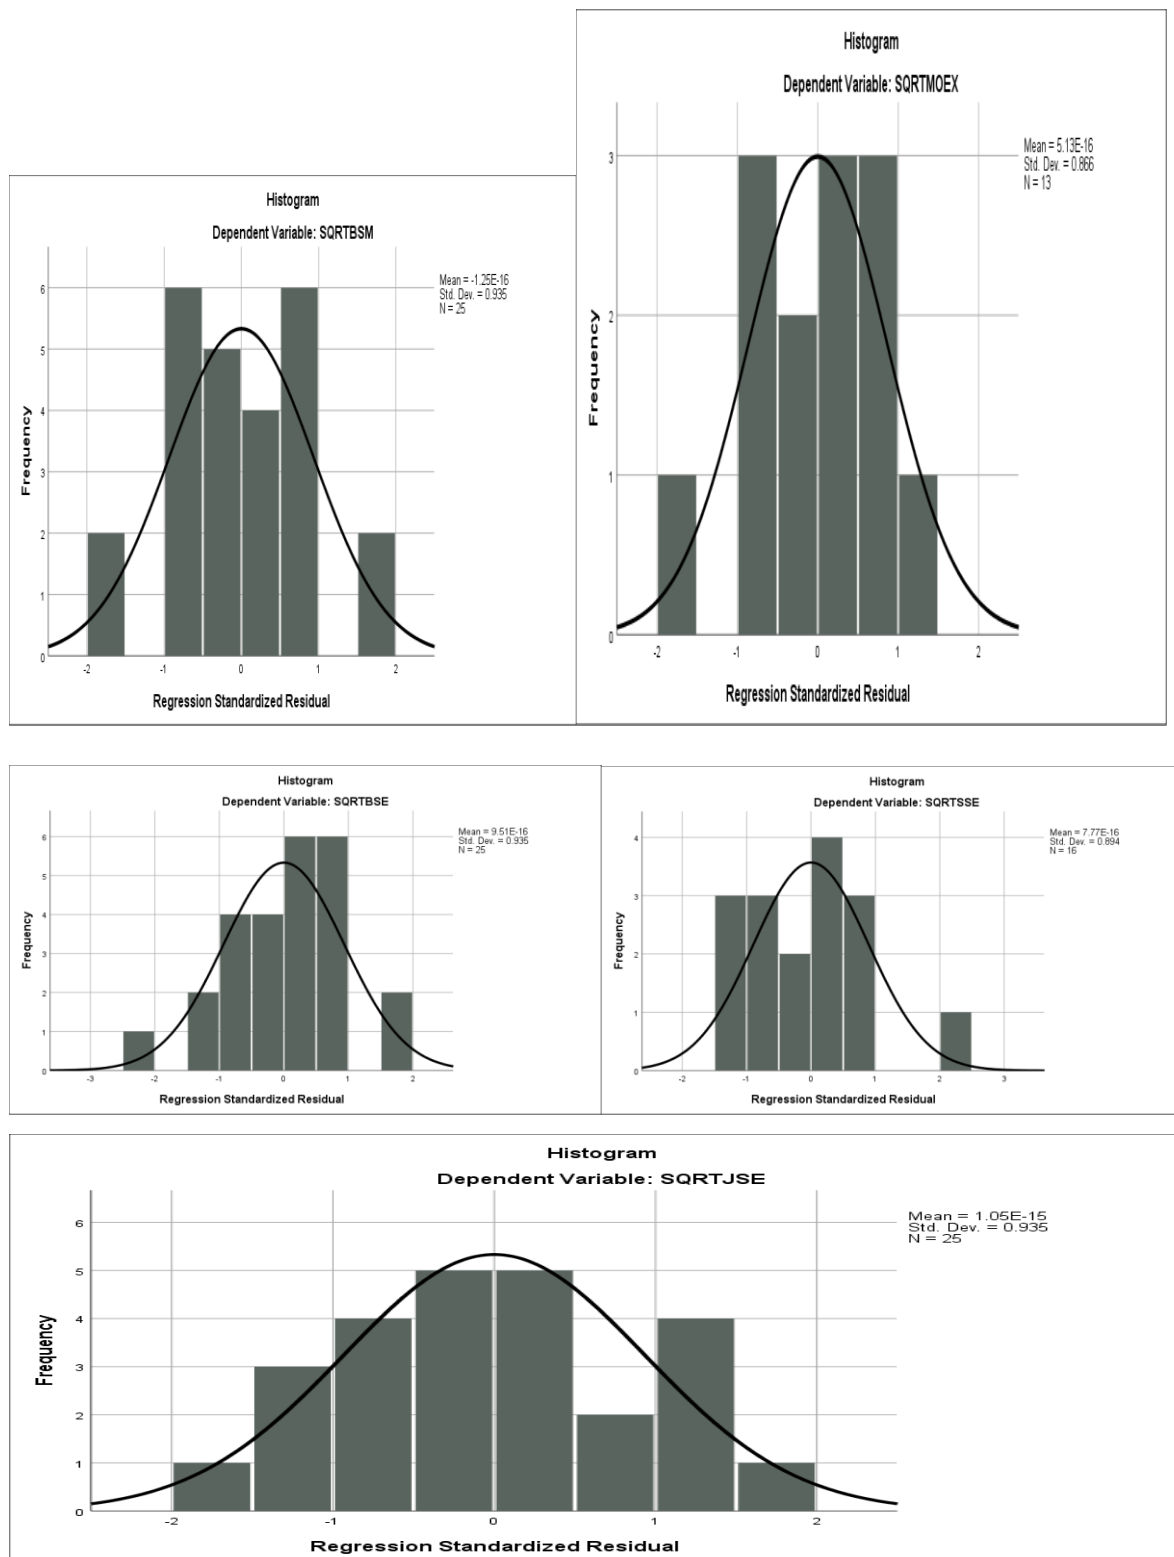 Histogram
Dependent Variable: SQRTBSM
Mean = -1.25E-16
Std. Dev. = 0.935
N = 25
Frequency
6
5
4
3
2
1
0
-2 -1 0 1 2
Regression Standardized Residual
Histogram
Dependent Variable: SQRTMOEX
Mean = 5.13E-16
Std. Dev. = 0.866
N = 13
Frequency
3
2
1
0
-2 -1 0 1 2
Regression Standardized Residual
Histogram
Dependent Variable: SQRTBSE
Mean = 9.51E-16
Std. Dev. = 0.935
N = 25
Frequency
6
5
4
3
2
1
0
-3 -2 -1 0 1 2
Regression Standardized Residual
Histogram
Dependent Variable: SQRTSSE
Mean = 7.77E-16
Std. Dev. = 0.894
N = 16
Frequency
4
3
2
1
0
-2 -1 0 1 2 3
Regression Standardized Residual
Histogram
Dependent Variable: SQRTJSE
Mean = 1.05E-15
Std. Dev. = 0.935
N = 25
Frequency
6
5
4
3
2
1
0
-2 -1 0 1 2
Regression Standardized Residual